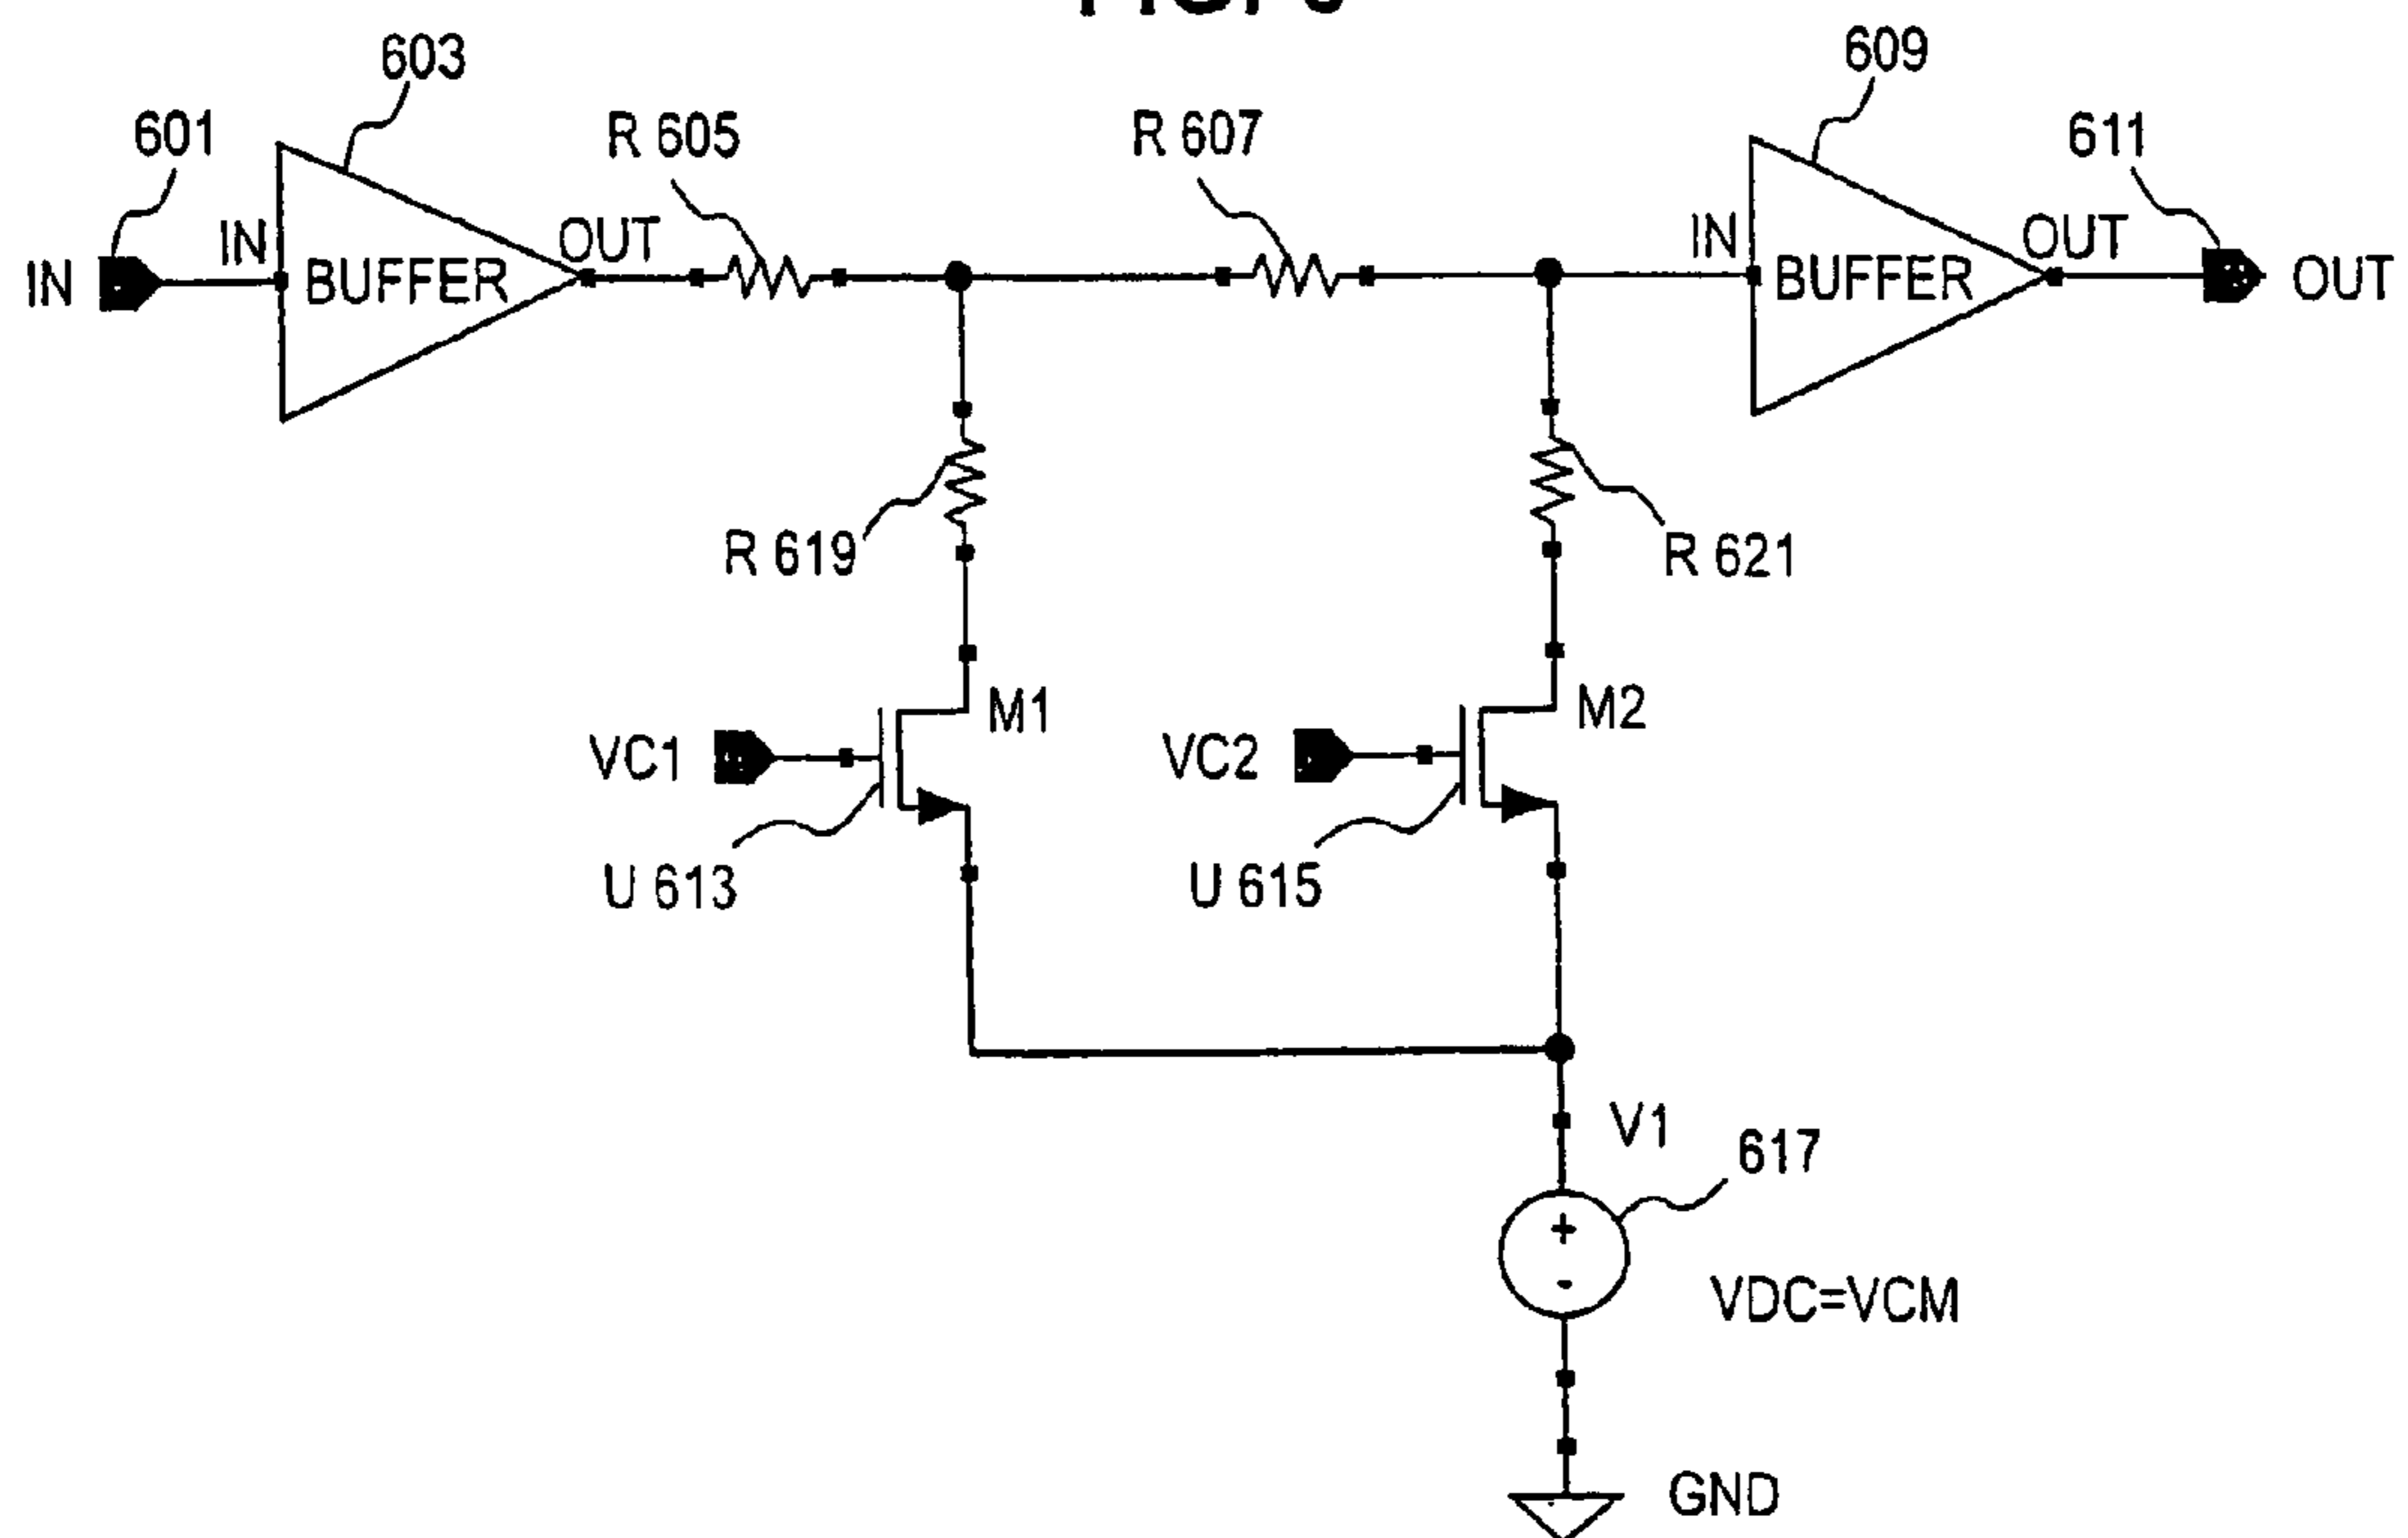 603
609
601
R 605
R 607
611
IN
IN
BUFFER
OUT
IN
BUFFER
OUT
OUT
R 619
R 621
M1
M2
VC1
VC2
U 613
U 615
V1
617
+
-
VDC=VCM
GND